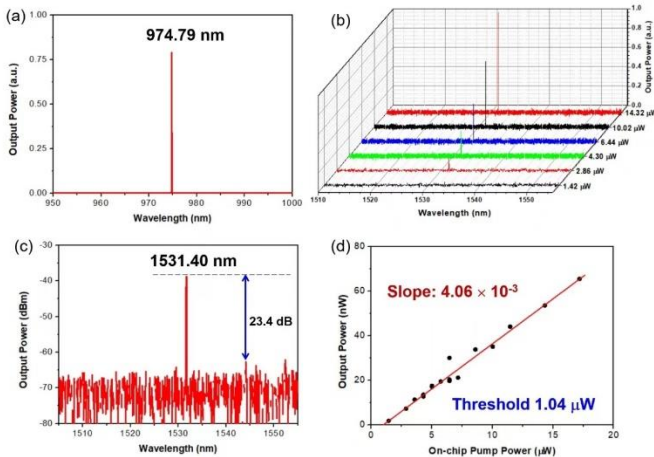 (a)
974.79 nm
Output Power (a.u.)
1.00
0.75
0.50
0.25
0.00
950 960 970 980 990 1000
Wavelength (nm)
(b)
Output Power (a.u.)
1.0
0.8
0.6
0.4
0.2
0.0
14.32 μW
10.02 μW
6.44 μW
4.30 μW
2.86 μW
1.42 μW
1510 1520 1530 1540 1550
Wavelength (nm)
(c)
1531.40 nm
23.4 dB
Output Power (dBm)
-30
-40
-50
-60
-70
-80
1510 1520 1530 1540 1550
Wavelength (nm)
(d)
Slope: 4.06 × 10⁻³
Threshold 1.04 μW
Output Power (nW)
80
60
40
20
0
0 5 10 15 20
On-chip Pump Power (μW)